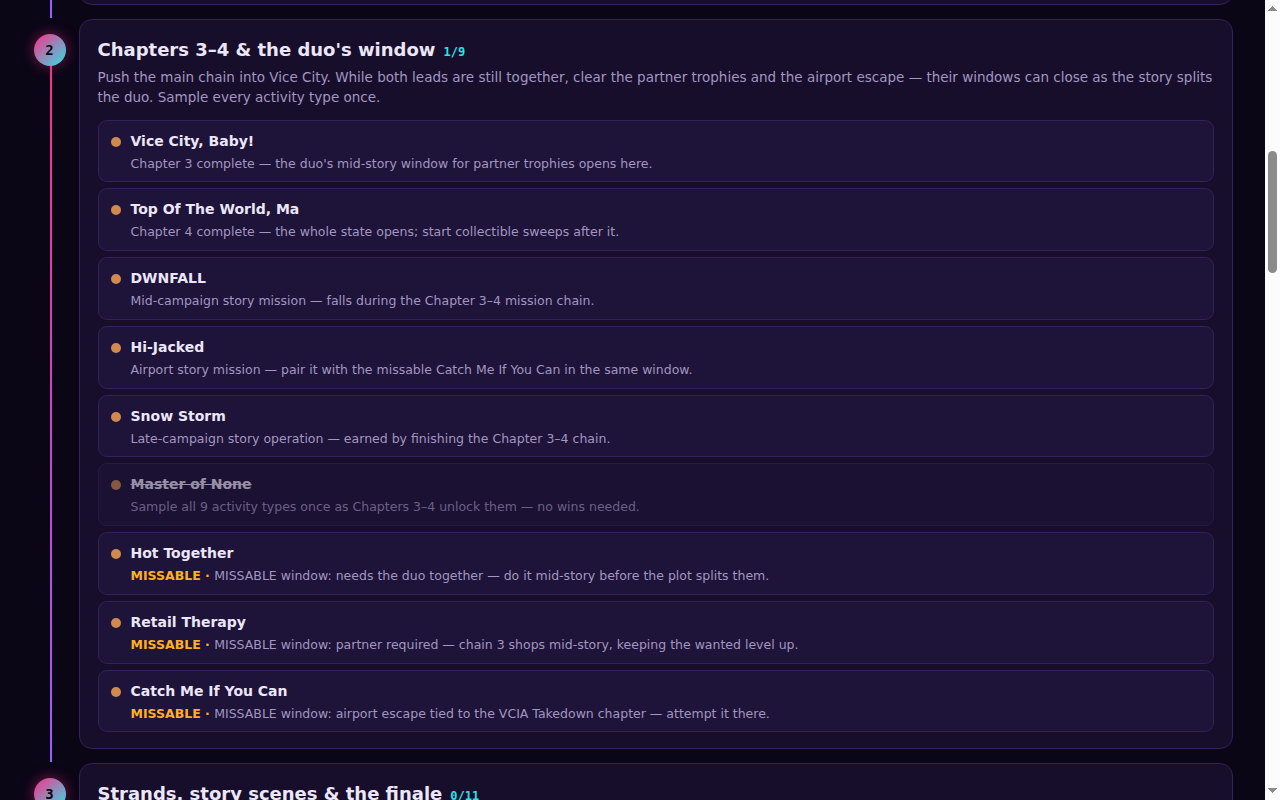 2
Chapters 3–4 & the duo's window 1/9
Push the main chain into Vice City. While both leads are still together, clear the partner trophies and the airport escape — their windows can close as the story splits
the duo. Sample every activity type once.
Vice City, Baby!
Chapter 3 complete — the duo's mid-story window for partner trophies opens here.
Top Of The World, Ma
Chapter 4 complete — the whole state opens; start collectible sweeps after it.
DWNFALL
Mid-campaign story mission — falls during the Chapter 3–4 mission chain.
Hi-Jacked
Airport story mission — pair it with the missable Catch Me If You Can in the same window.
Snow Storm
Late-campaign story operation — earned by finishing the Chapter 3–4 chain.
Master of None
Sample all 9 activity types once as Chapters 3–4 unlock them — no wins needed.
Hot Together
MISSABLE · MISSABLE window: needs the duo together — do it mid-story before the plot splits them.
Retail Therapy
MISSABLE · MISSABLE window: partner required — chain 3 shops mid-story, keeping the wanted level up.
Catch Me If You Can
MISSABLE · MISSABLE window: airport escape tied to the VCIA Takedown chapter — attempt it there.
3
Strands, story scenes & the finale 0/11